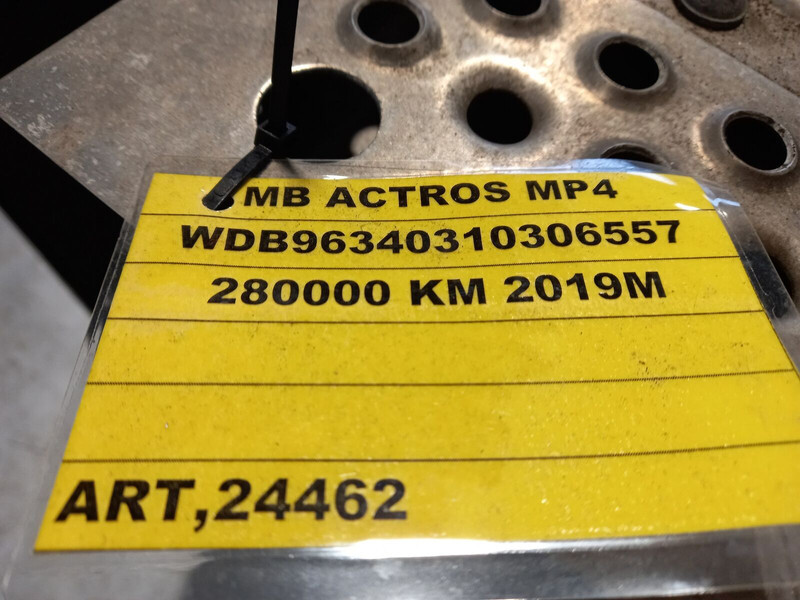 MB ACTROS MP4
WDB96340310306557
280000 KM 2019M
ART,24462